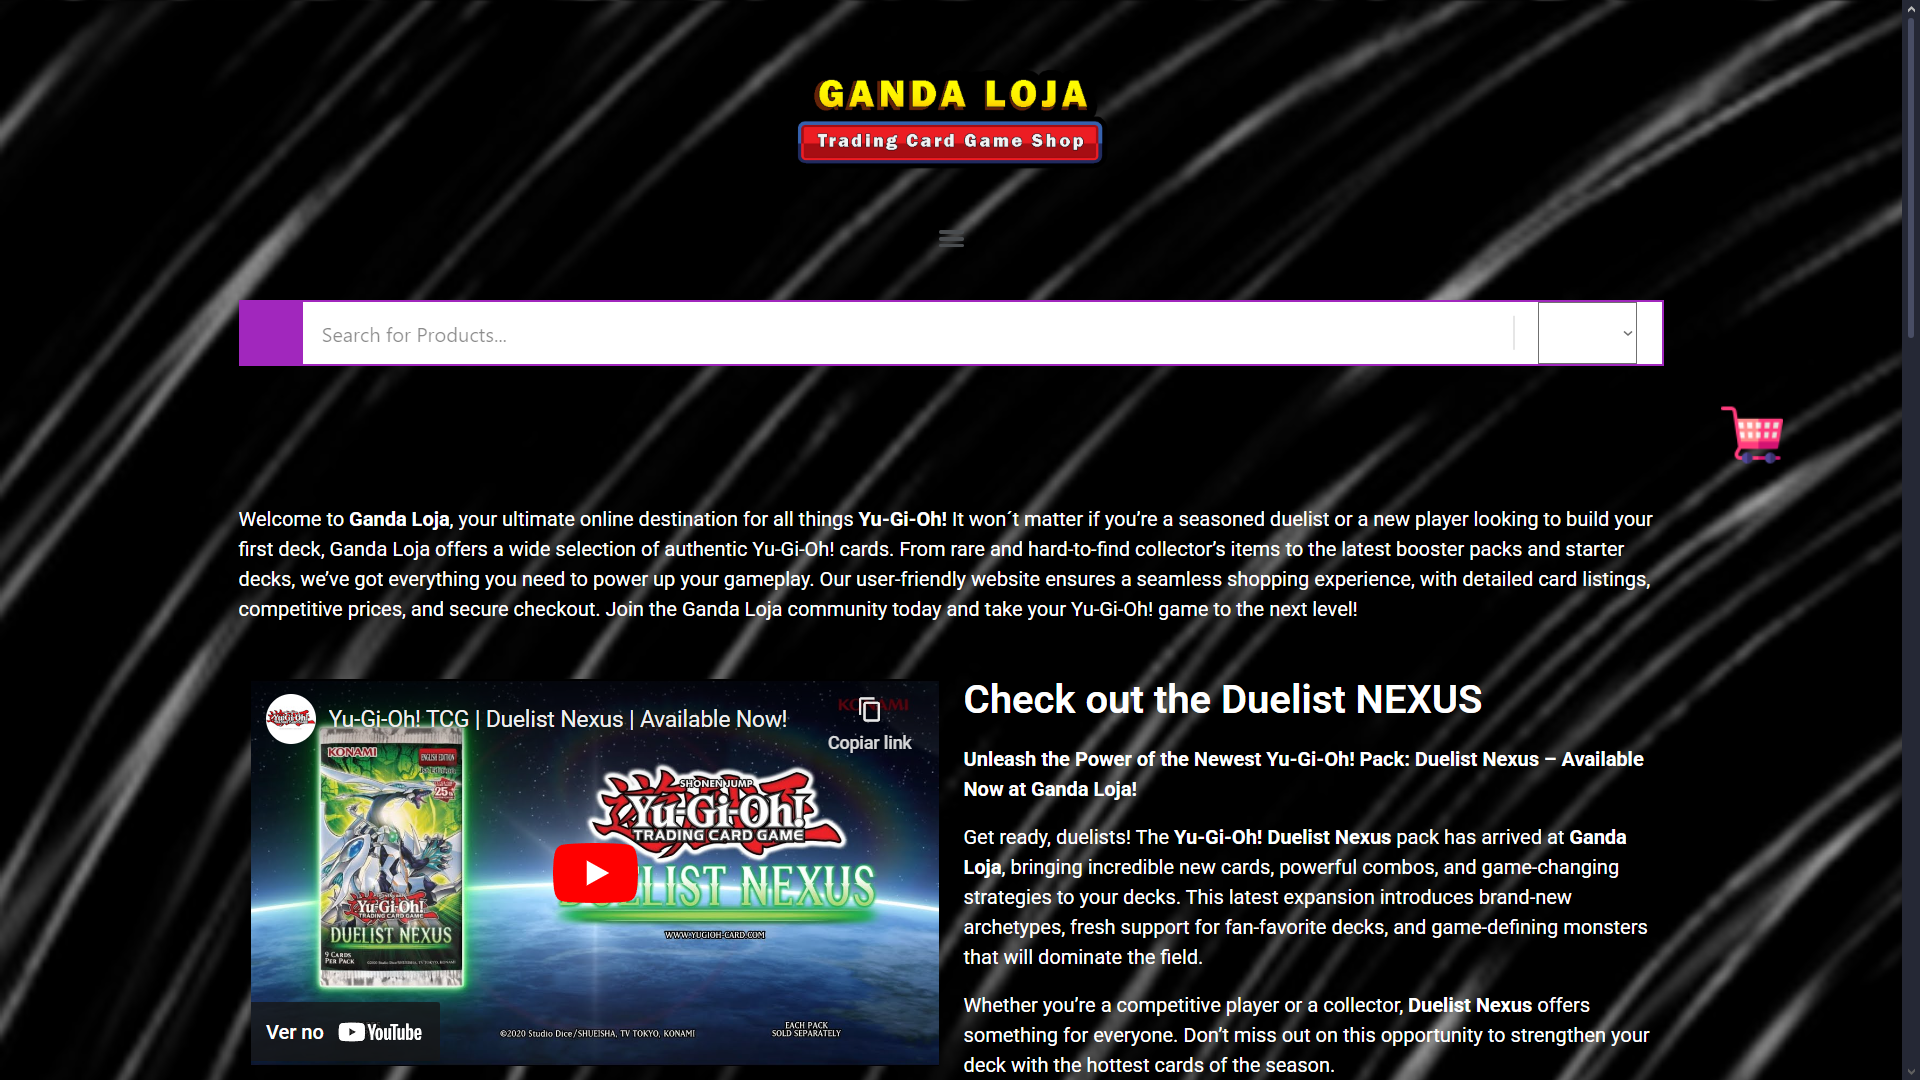 GANDA LOJA
Trading Card Game Shop
Search for Products...
Welcome to Ganda Loja, your ultimate online destination for all things Yu-Gi-Oh! It won´t matter if you’re a seasoned duelist or a new player looking to build your
first deck, Ganda Loja offers a wide selection of authentic Yu-Gi-Oh! cards. From rare and hard-to-find collector’s items to the latest booster packs and starter
decks, we’ve got everything you need to power up your gameplay. Our user-friendly website ensures a seamless shopping experience, with detailed card listings,
competitive prices, and secure checkout. Join the Ganda Loja community today and take your Yu-Gi-Oh! game to the next level!
Yu-Gi-Oh!
Yu-Gi-Oh! TCG | Duelist Nexus | Available Now!
KONAMI
Copiar link
KONAMI
ENGLISH EDITION
1st Edition
25th
Yu-Gi-Oh!
TRADING CARD GAME
DUELIST NEXUS
9 CARDS
PER PACK
SHONEN JUMP
Yu-Gi-Oh!
TRADING CARD GAME
DUELIST NEXUS
WWW.YUGIOH-CARD.COM
Ver no YouTube
©2020 Studio Dice/SHUEISHA, TV TOKYO, KONAMI
EACH PACK
SOLD SEPARATELY
Check out the Duelist NEXUS
Unleash the Power of the Newest Yu-Gi-Oh! Pack: Duelist Nexus – Available
Now at Ganda Loja!
Get ready, duelists! The Yu-Gi-Oh! Duelist Nexus pack has arrived at Ganda
Loja, bringing incredible new cards, powerful combos, and game-changing
strategies to your decks. This latest expansion introduces brand-new
archetypes, fresh support for fan-favorite decks, and game-defining monsters
that will dominate the field.
Whether you’re a competitive player or a collector, Duelist Nexus offers
something for everyone. Don’t miss out on this opportunity to strengthen your
deck with the hottest cards of the season.